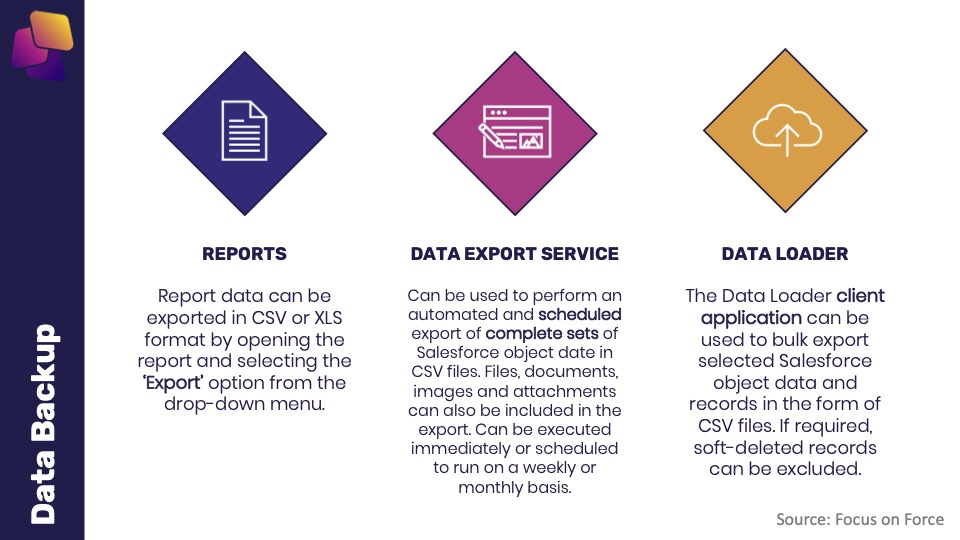 Data Backup
REPORTS
Report data can be
exported in CSV or XLS
format by opening the
report and selecting the
‘Export’ option from the
drop-down menu.
DATA EXPORT SERVICE
Can be used to perform an
automated and scheduled
export of complete sets of
Salesforce object date in
CSV files. Files, documents,
images and attachments
can also be included in the
export. Can be executed
immediately or scheduled
to run on a weekly or
monthly basis.
DATA LOADER
The Data Loader client
application can be
used to bulk export
selected Salesforce
object data and
records in the form of
CSV files. If required,
soft-deleted records
can be excluded.
Source: Focus on Force